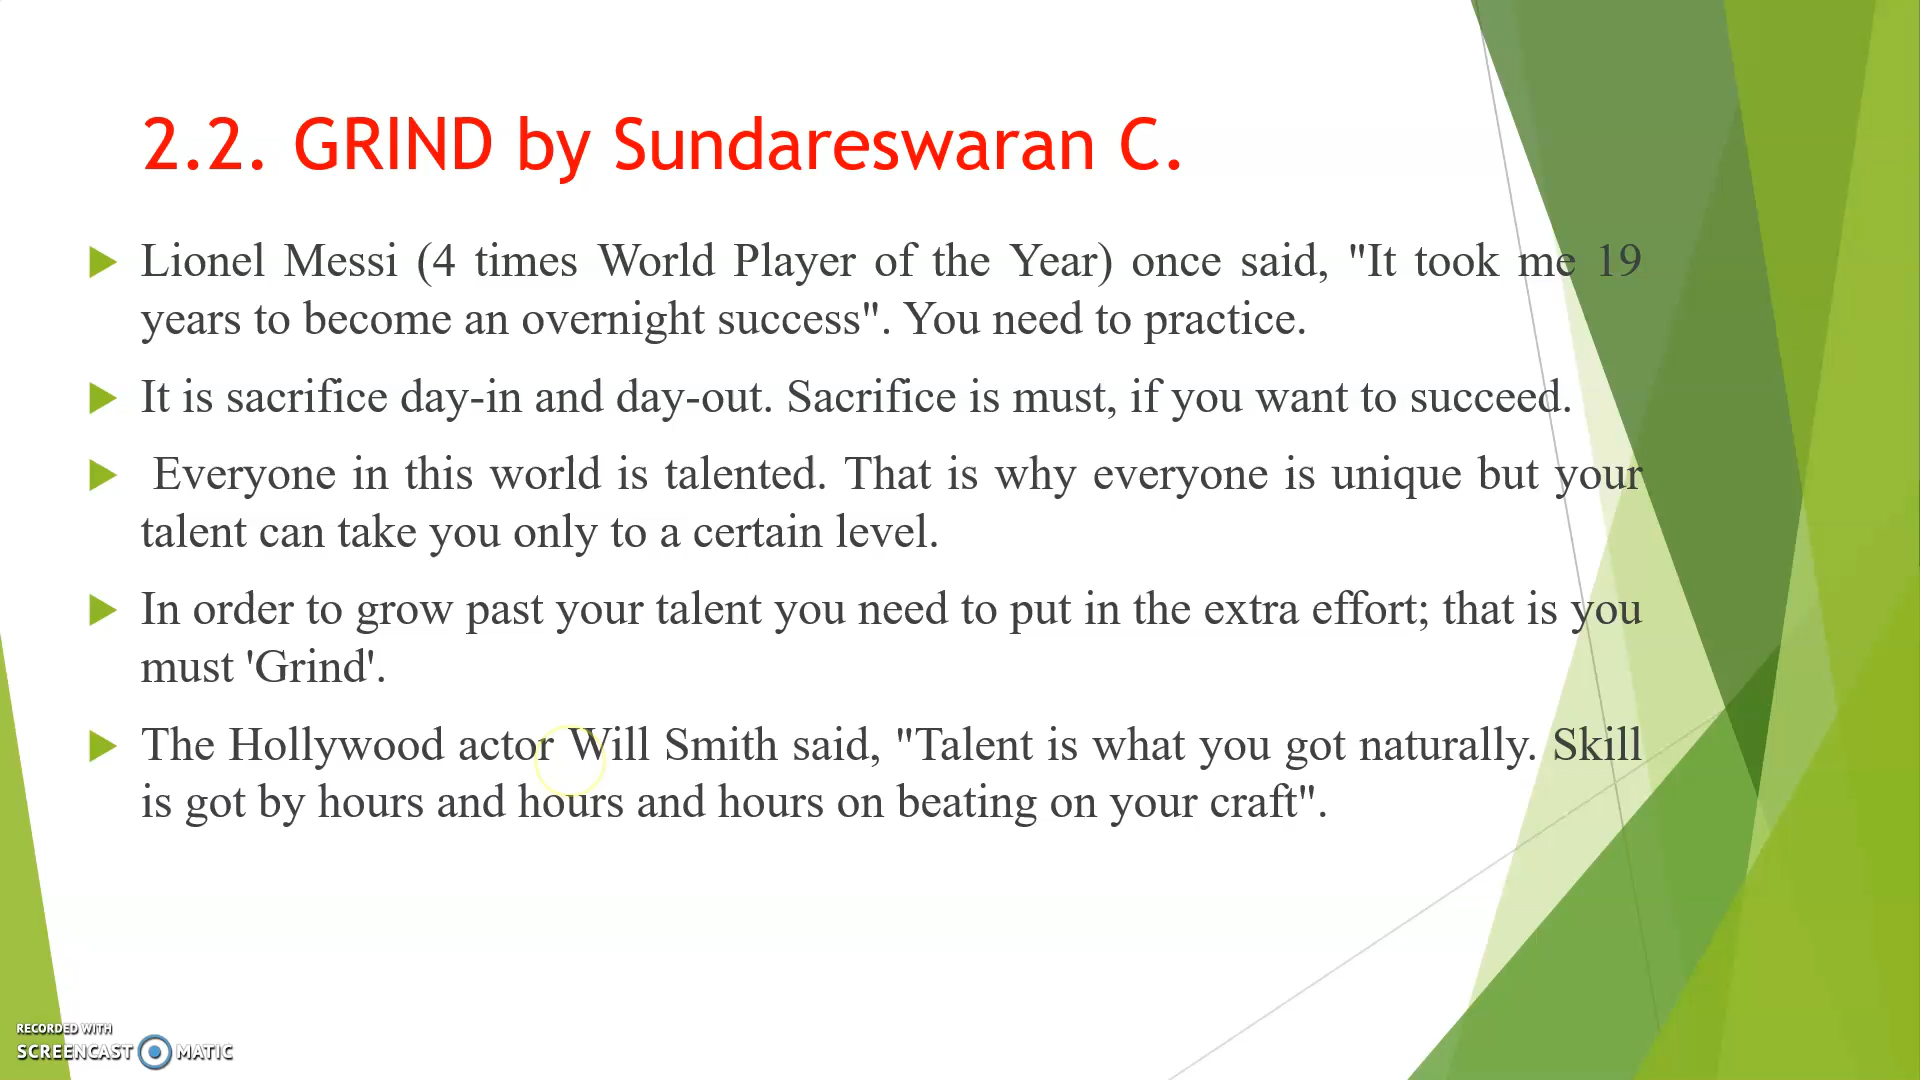 2.2. GRIND by Sundareswaran C.
Lionel Messi (4 times World Player of the Year) once said, "It took me 19
years to become an overnight success". You need to practice.
It is sacrifice day-in and day-out. Sacrifice is must, if you want to succeed.
Everyone in this world is talented. That is why everyone is unique but your
talent can take you only to a certain level.
In order to grow past your talent you need to put in the extra effort; that is you
must 'Grind'.
The Hollywood actor Will Smith said, "Talent is what you got naturally. Skill
is got by hours and hours and hours on beating on your craft".
RECORDED WITH
SCREENCAST MATIC